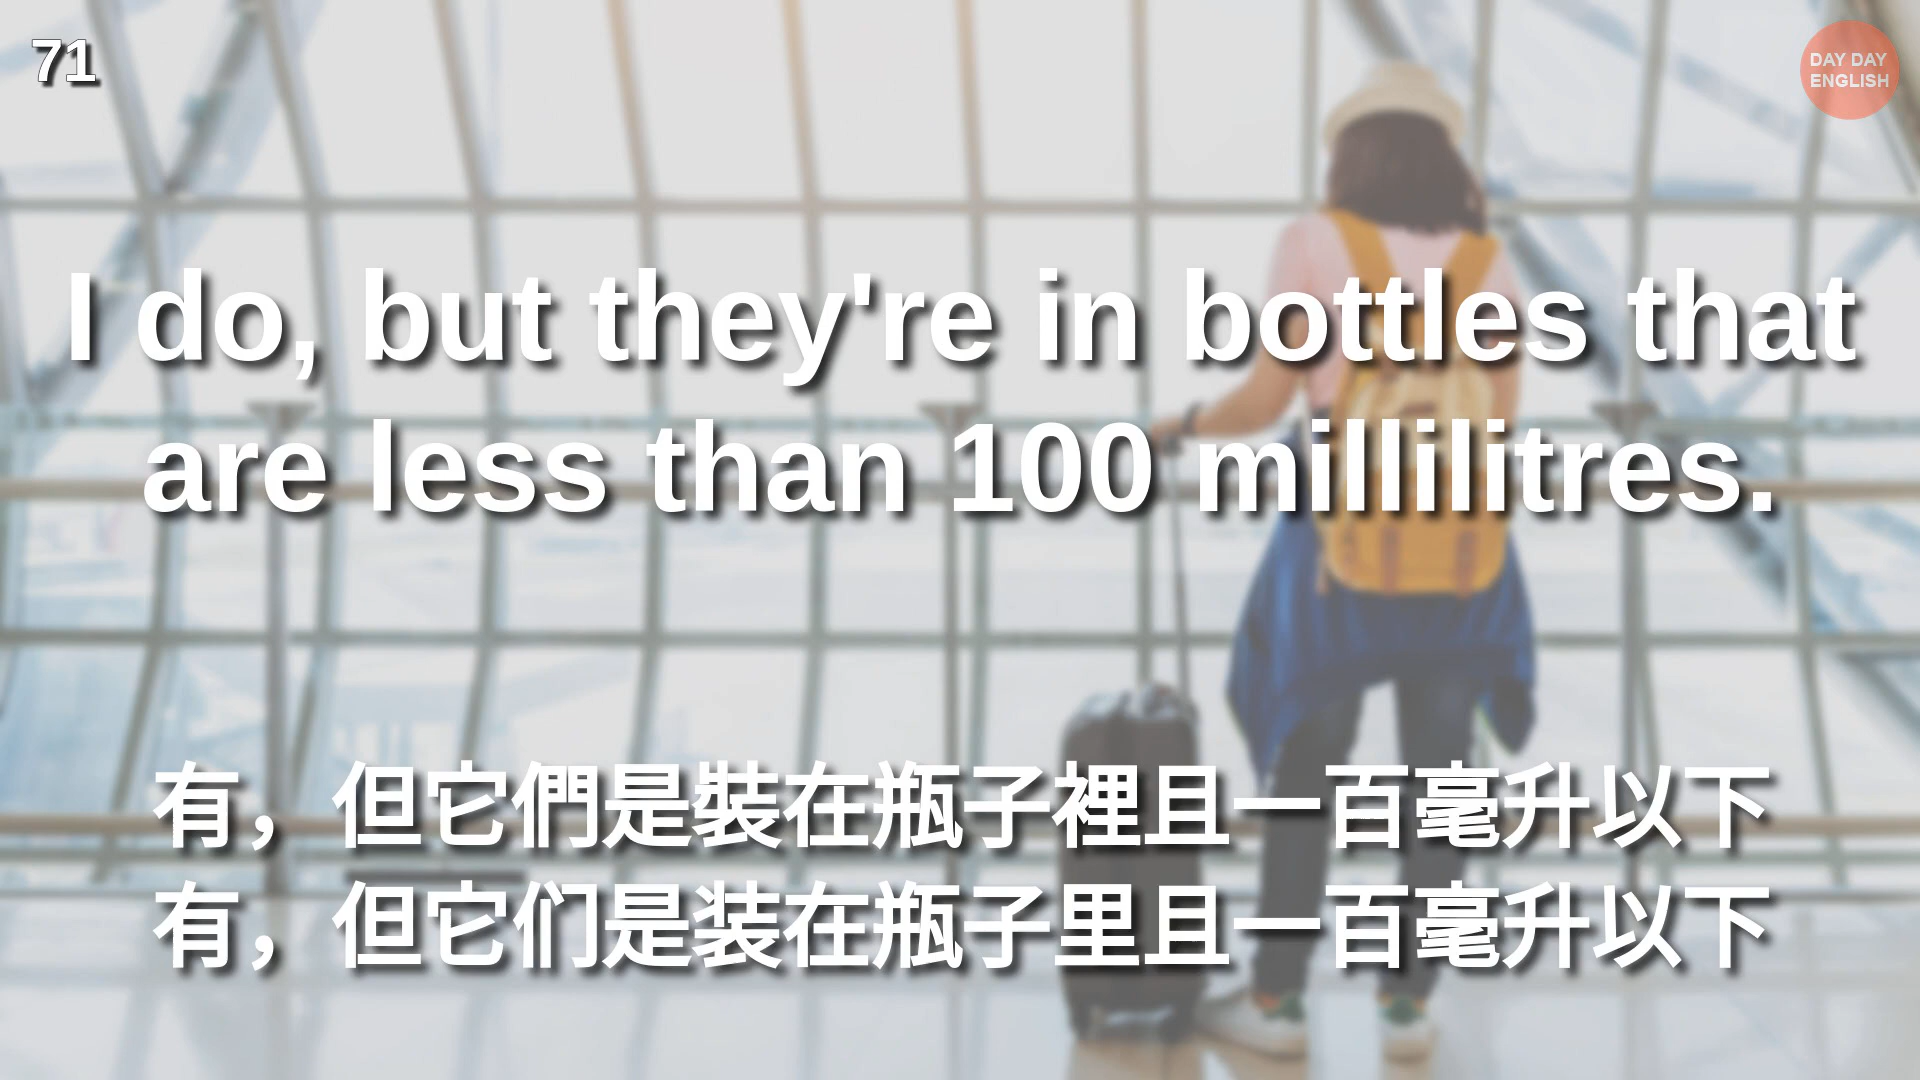 71
DAY DAY
ENGLISH
I do, but they're in bottles that
are less than 100 millilitres.
有，但它們是裝在瓶子裡且一百毫升以下
有，但它们是装在瓶子里且一百毫升以下